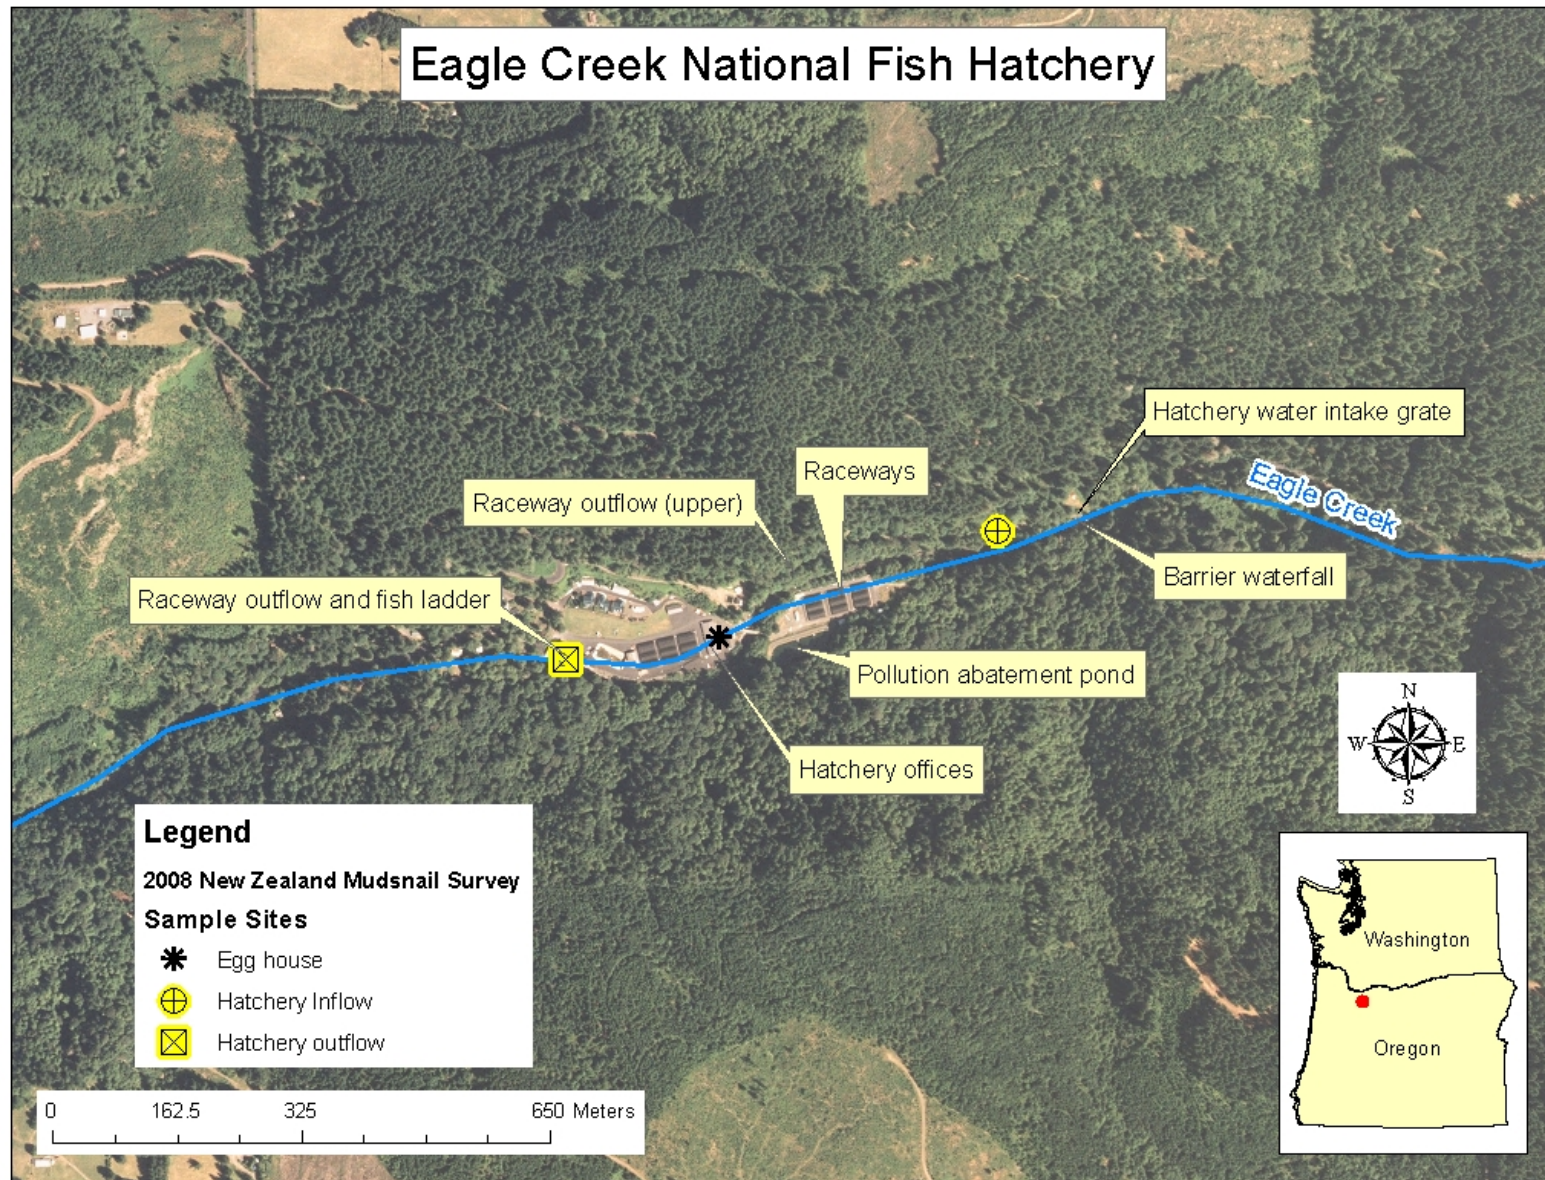 Eagle Creek National Fish Hatchery
Hatchery water intake grate
Raceways
Eagle Creek
Raceway outflow (upper)
Barrier waterfall
Raceway outflow and fish ladder
Pollution abatement pond
Hatchery offices
N
W
E
S
Legend
2008 New Zealand Mudsnail Survey
Sample Sites
Egg house
Hatchery Inflow
Hatchery outflow
Washington
Oregon
0 162.5 325 650 Meters